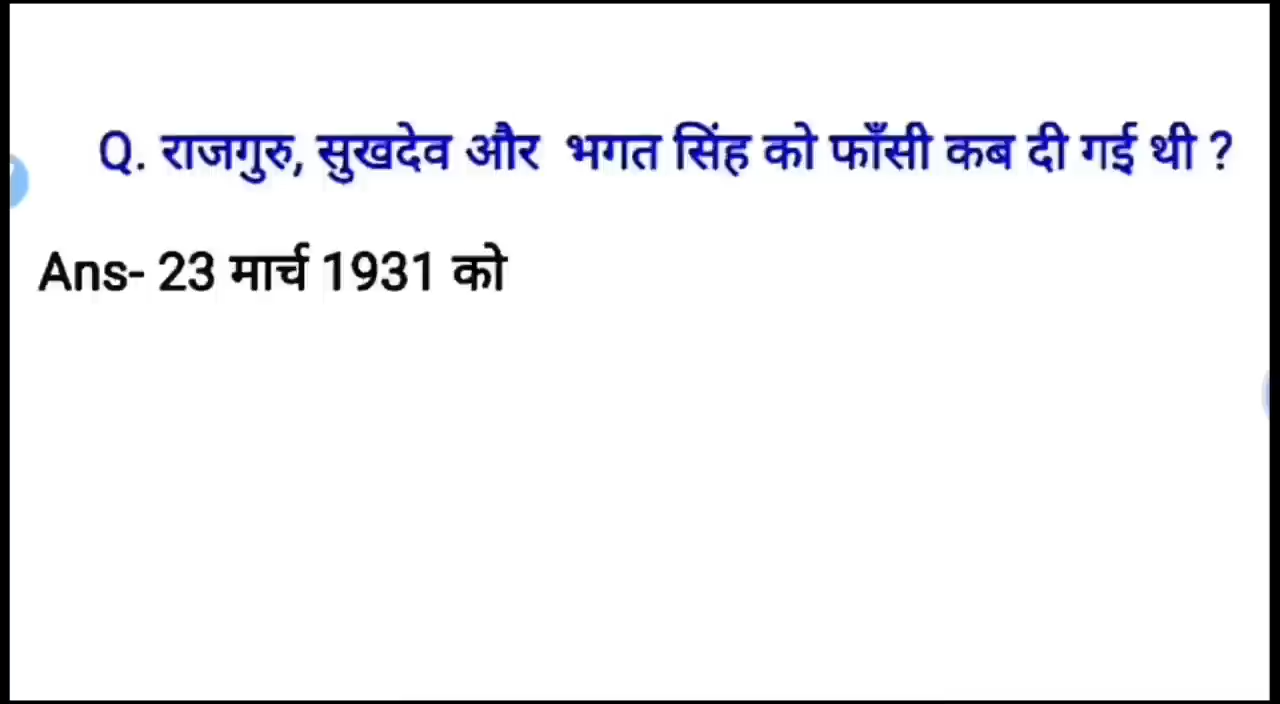 Q. राजगुरु, सुखदेव और भगत सिंह को फाँसी कब दी गई थी ?
Ans- 23 मार्च 1931 को